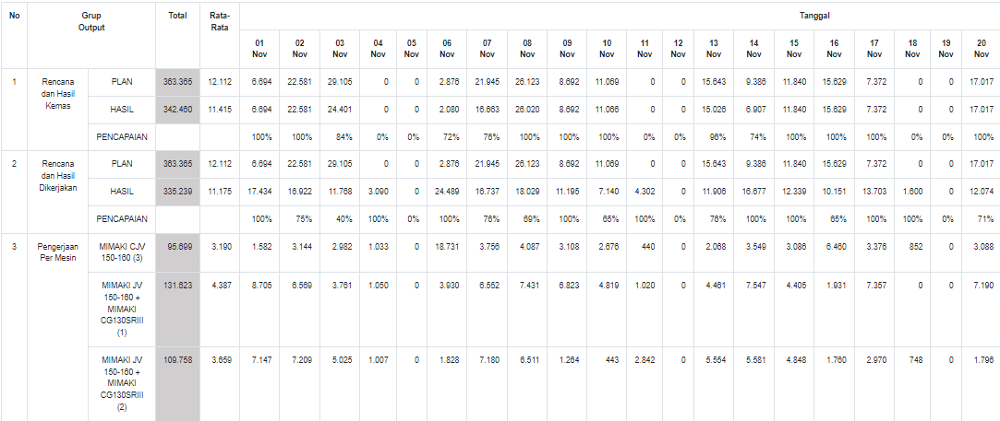 No Grup Output Total Rata-Rata Tanggal
01 Nov 02 Nov 03 Nov 04 Nov 05 Nov 06 Nov 07 Nov 08 Nov 09 Nov 10 Nov 11 Nov 12 Nov 13 Nov 14 Nov 15 Nov 16 Nov 17 Nov 18 Nov 19 Nov 20 Nov
1 Rencana dan Hasil Kemas PLAN 363.365 12.112 6.694 22.581 29.105 0 0 2.876 21.945 26.123 8.692 11.069 0 0 15.643 9.386 11.840 15.629 7.372 0 0 17.017
HASIL 342.460 11.415 6.694 22.581 24.401 0 0 2.080 16.663 26.020 8.692 11.066 0 0 15.026 6.907 11.840 15.629 7.372 0 0 17.017
PENCAPAIAN 100% 100% 84% 0% 0% 72% 76% 100% 100% 100% 0% 0% 96% 74% 100% 100% 100% 0% 0% 100%
2 Rencana dan Hasil Dikerjakan PLAN 363.365 12.112 6.694 22.581 29.105 0 0 2.876 21.945 26.123 8.692 11.069 0 0 15.643 9.386 11.840 15.629 7.372 0 0 17.017
HASIL 335.239 11.175 17.434 16.922 11.768 3.090 0 24.489 16.737 18.029 11.195 7.140 4.302 0 11.906 16.677 12.339 10.151 13.703 1.600 0 12.074
PENCAPAIAN 100% 75% 40% 100% 0% 100% 76% 69% 100% 65% 100% 0% 76% 100% 100% 65% 100% 100% 0% 71%
3 Pengerjaan Per Mesin MIMAKI CJV 150-160 (3) 95.699 3.190 1.582 3.144 2.982 1.033 0 18.731 3.756 4.087 3.108 2.676 440 0 2.068 3.549 3.086 6.460 3.376 852 0 3.088
MIMAKI JV 150-160 + MIMAKI CG130SRIII (1) 131.623 4.387 8.705 6.569 3.761 1.050 0 3.930 6.552 7.431 6.823 4.819 1.020 0 4.461 7.547 4.405 1.931 7.357 0 0 7.190
MIMAKI JV 150-160 + MIMAKI CG130SRIII (2) 109.758 3.659 7.147 7.209 5.025 1.007 0 1.828 7.180 6.511 1.264 443 2.842 0 5.554 5.581 4.848 1.760 2.970 748 0 1.796